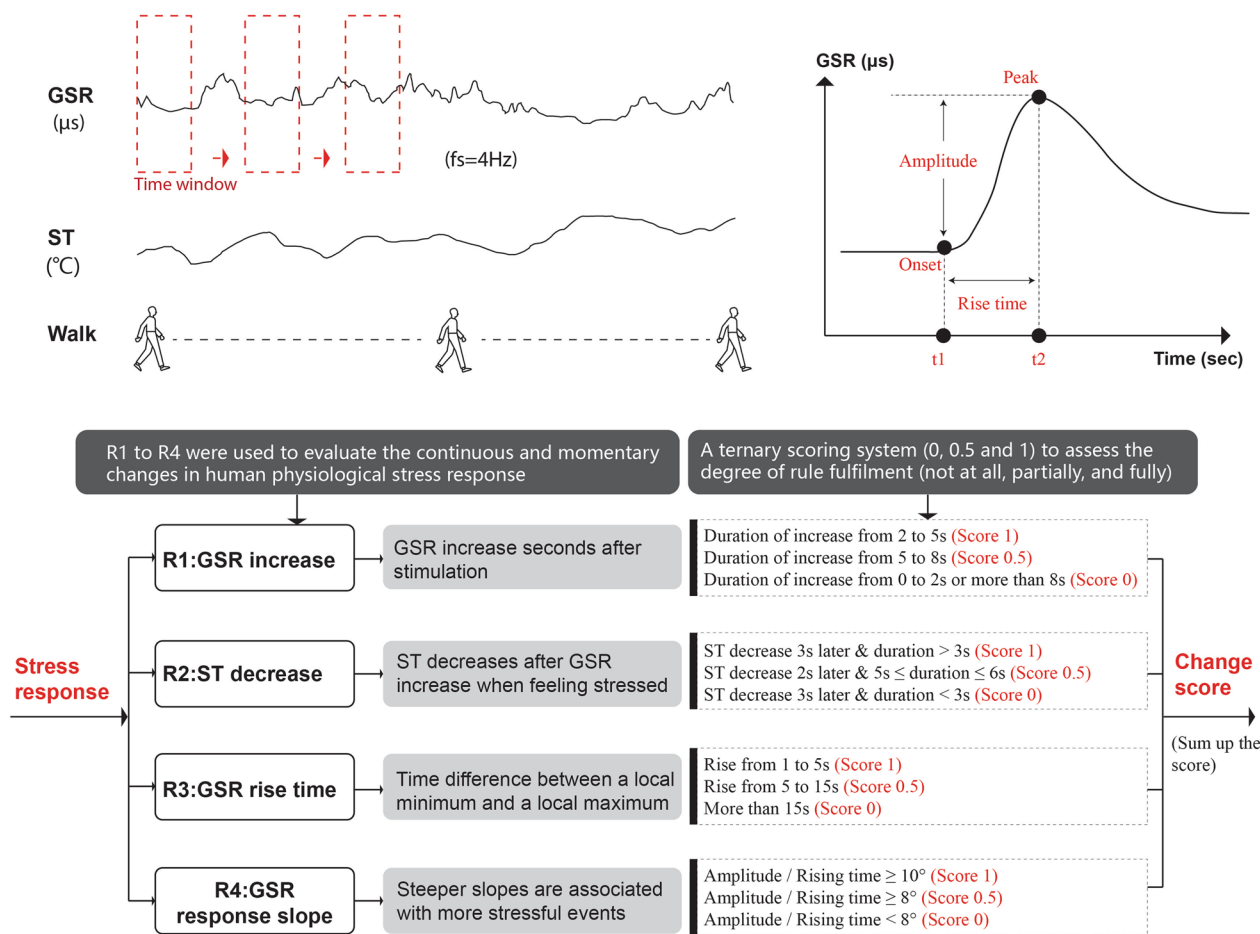 GSR
(μs)
Time window
(fs=4Hz)
ST
(℃)
Walk
GSR (μs)
Peak
Amplitude
Onset
Rise time
t1
t2
Time (sec)
R1 to R4 were used to evaluate the continuous and momentary
changes in human physiological stress response
A ternary scoring system (0, 0.5 and 1) to assess the
degree of rule fulfilment (not at all, partially, and fully)
Stress
response
R1:GSR increase
GSR increase seconds after
stimulation
Duration of increase from 2 to 5s (Score 1)
Duration of increase from 5 to 8s (Score 0.5)
Duration of increase from 0 to 2s or more than 8s (Score 0)
R2:ST decrease
ST decreases after GSR
increase when feeling stressed
ST decrease 3s later & duration > 3s (Score 1)
ST decrease 2s later & 5s ≤ duration ≤ 6s (Score 0.5)
ST decrease 3s later & duration < 3s (Score 0)
R3:GSR rise time
Time difference between a local
minimum and a local maximum
Rise from 1 to 5s (Score 1)
Rise from 5 to 15s (Score 0.5)
More than 15s (Score 0)
R4:GSR
response slope
Steeper slopes are associated
with more stressful events
Amplitude / Rising time ≥ 10° (Score 1)
Amplitude / Rising time ≥ 8° (Score 0.5)
Amplitude / Rising time < 8° (Score 0)
Change
score
(Sum up the
score)